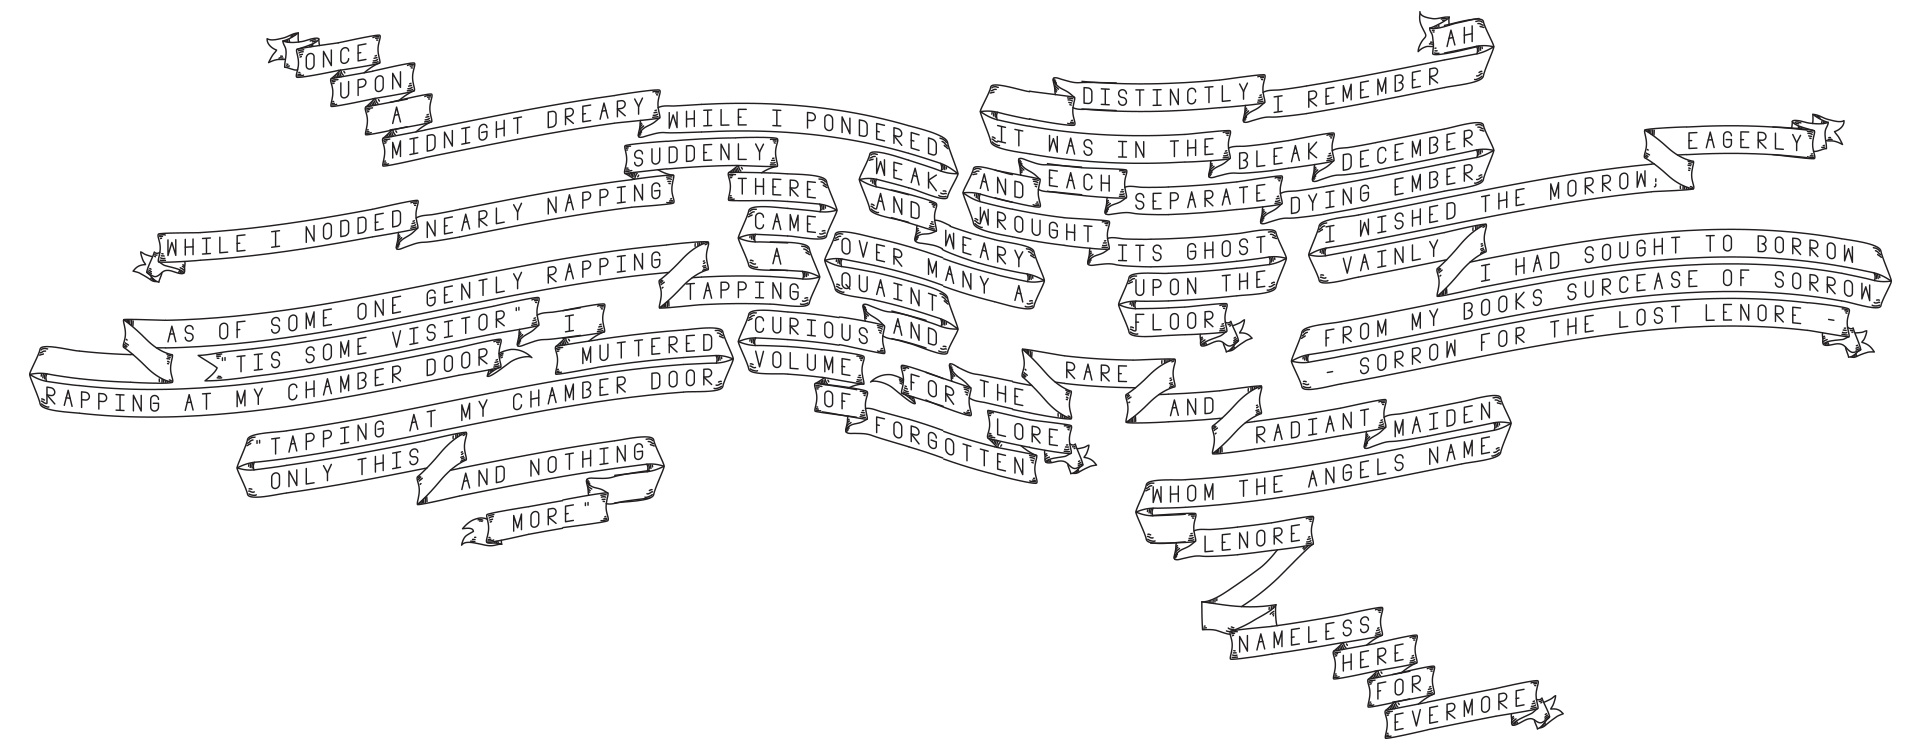 ONCE
UPON
A
MIDNIGHT DREARY
WHILE I PONDERED
WEAK
AND
WEARY
OVER MANY A
QUAINT
AND
CURIOUS
VOLUME
OF
FORGOTTEN
LORE
FOR
THE
WHILE I NODDED
NEARLY NAPPING
SUDDENLY
THERE
CAME
A
TAPPING
AS OF SOME ONE GENTLY RAPPING
RAPPING AT MY CHAMBER DOOR
"TIS SOME VISITOR"
I
MUTTERED
"TAPPING AT MY CHAMBER DOOR
ONLY THIS
AND NOTHING
MORE"
AH
DISTINCTLY
I REMEMBER
IT WAS IN THE
BLEAK
DECEMBER
AND
EACH
SEPARATE
DYING EMBER
WROUGHT
ITS GHOST
UPON THE
FLOOR
EAGERLY
I WISHED THE MORROW;
VAINLY
I HAD SOUGHT TO BORROW
FROM MY BOOKS SURCEASE OF SORROW
- SORROW FOR THE LOST LENORE -
RARE
AND
RADIANT
MAIDEN
WHOM THE ANGELS NAME
LENORE
NAMELESS
HERE
FOR
EVERMORE